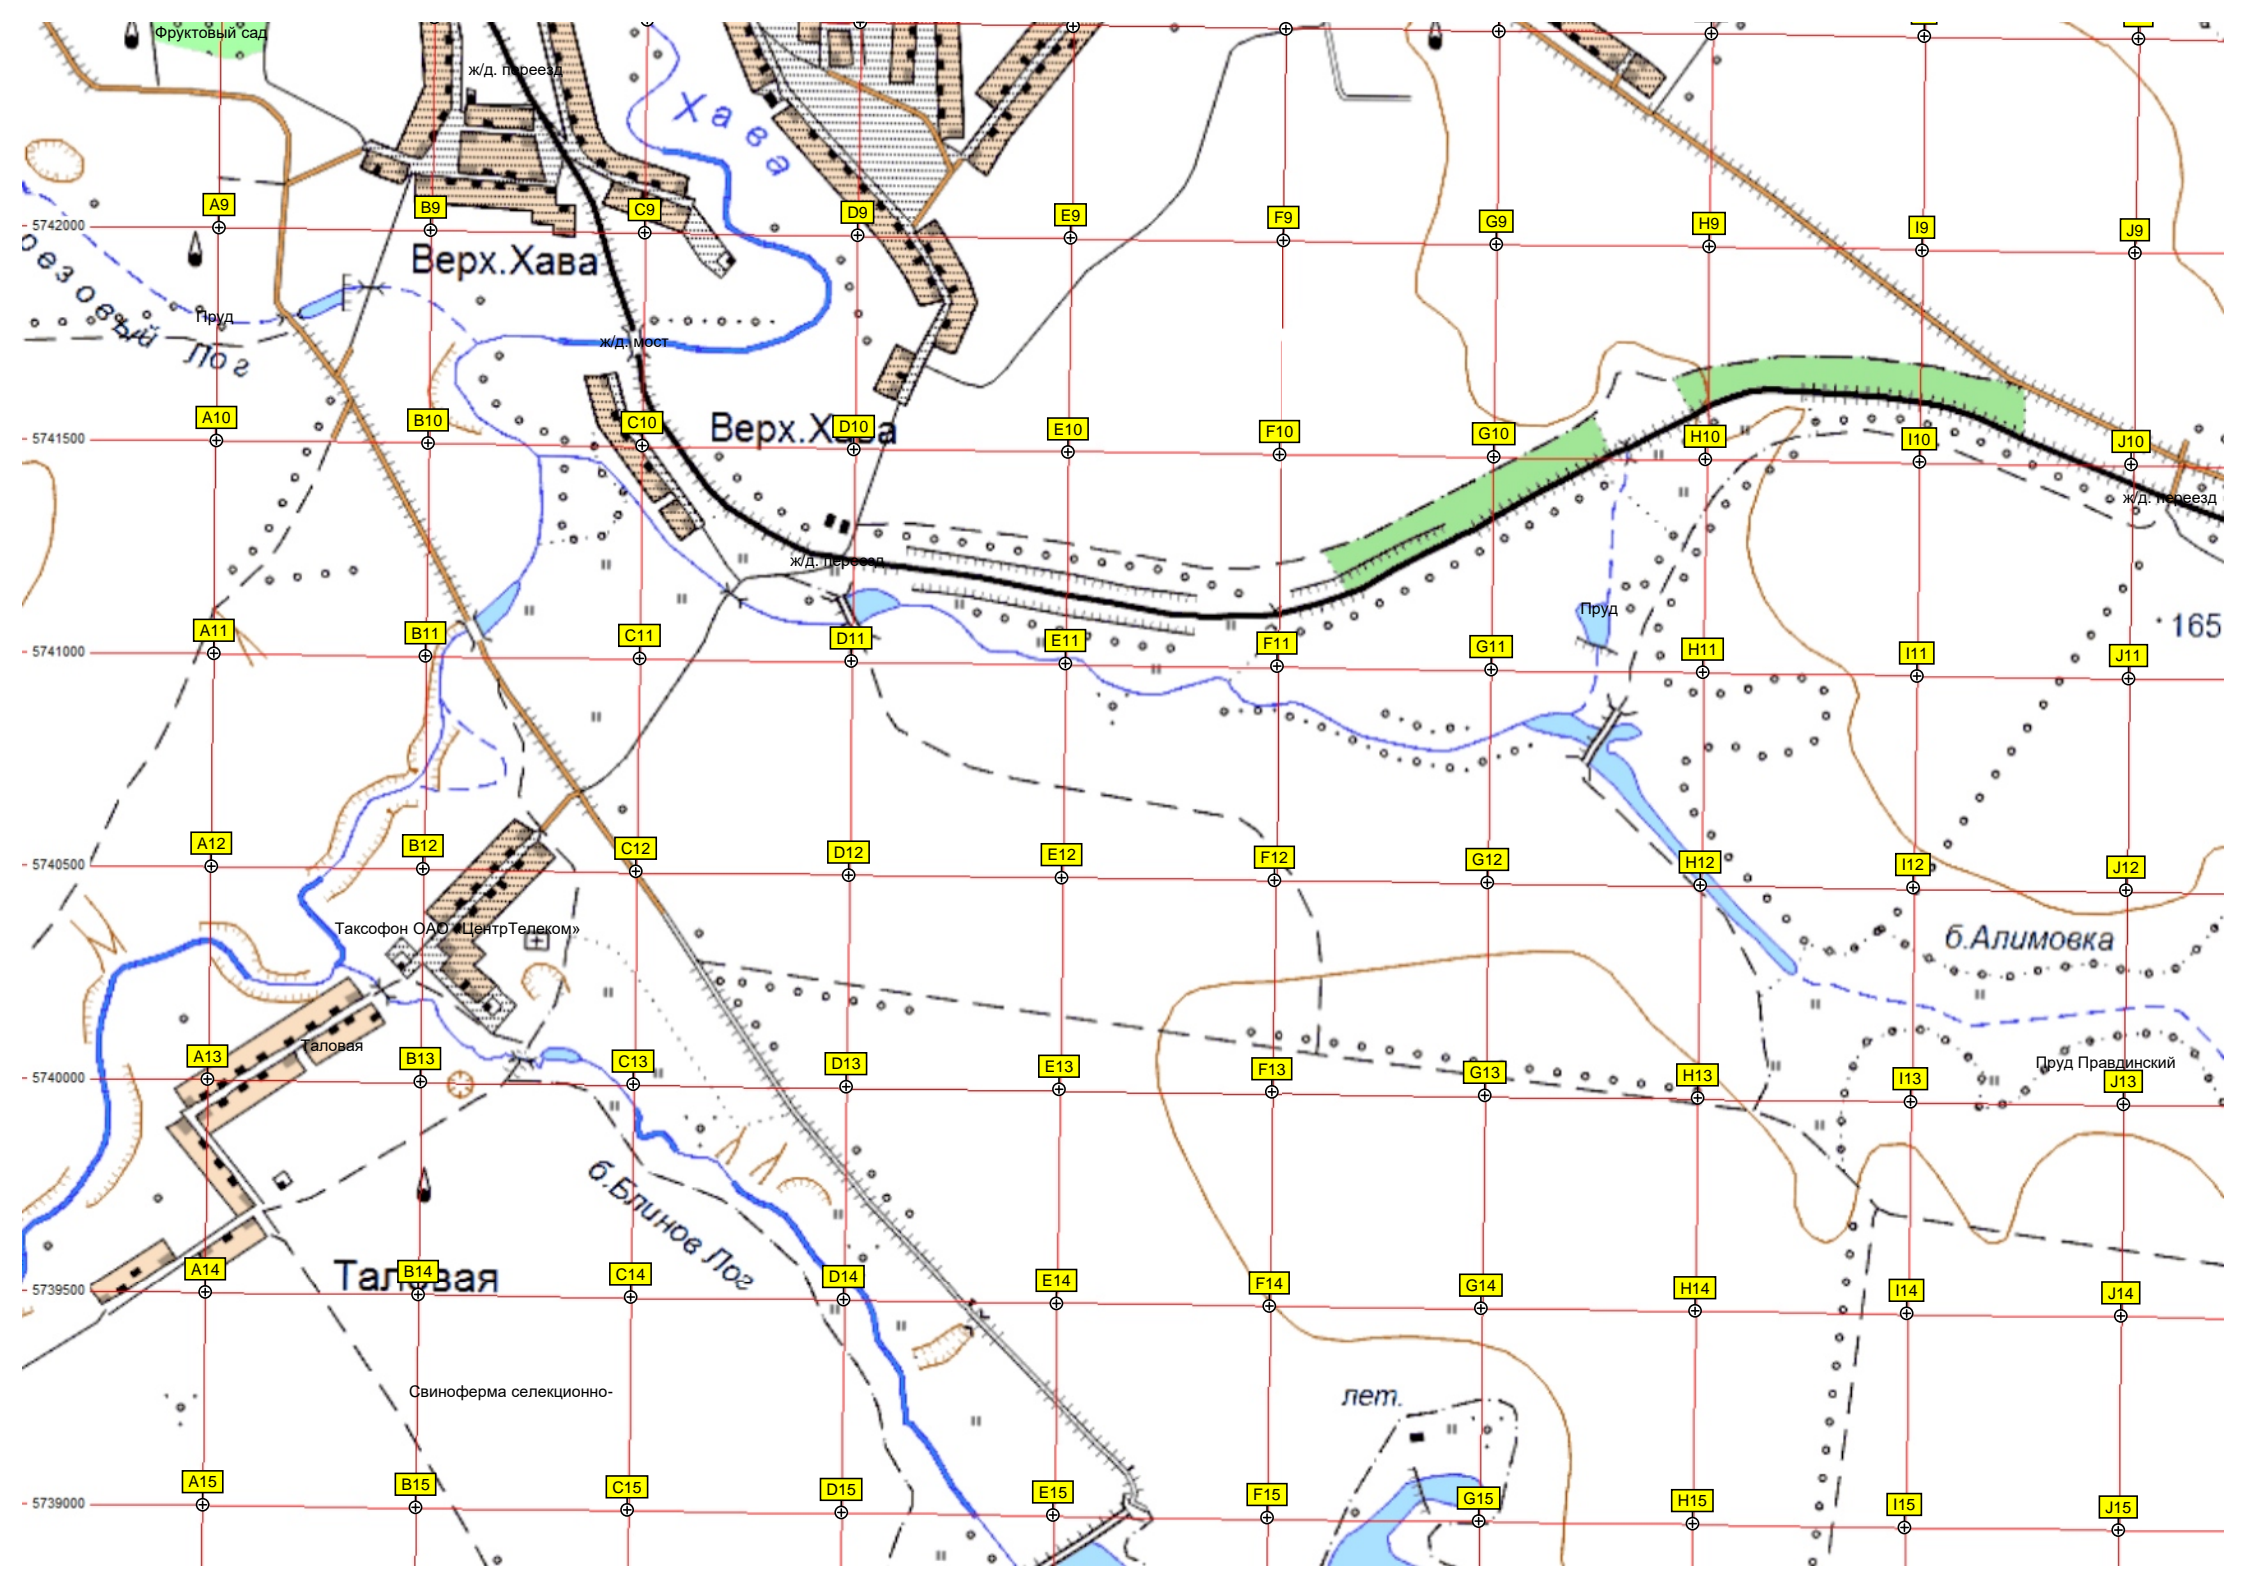 Фруктовый сад
ж/д. переезд
Хава
A9
B9
C9
D9
E9
F9
G9
H9
I9
J9
5742000
Верх.Хава
Пруд
Лог
ж/д. мост
A10
B10
C10
Верх.Хава
D10
E10
F10
G10
H10
I10
J10
5741500
ж/д. переезд
ж/д. переезд
Пруд
165
A11
B11
C11
D11
E11
F11
G11
H11
I11
J11
5741000
A12
B12
C12
D12
E12
F12
G12
H12
I12
J12
5740500
Таксофон ОАО «ЦентрТелеком»
б.Алимовка
Таловая
Пруд Правдинский
A13
B13
C13
D13
E13
F13
G13
H13
I13
J13
5740000
б.Блинов Лог
Таловая
A14
B14
C14
D14
E14
F14
G14
H14
I14
J14
5739500
Свиноферма селекционно-
лет.
A15
B15
C15
D15
E15
F15
G15
H15
I15
J15
5739000